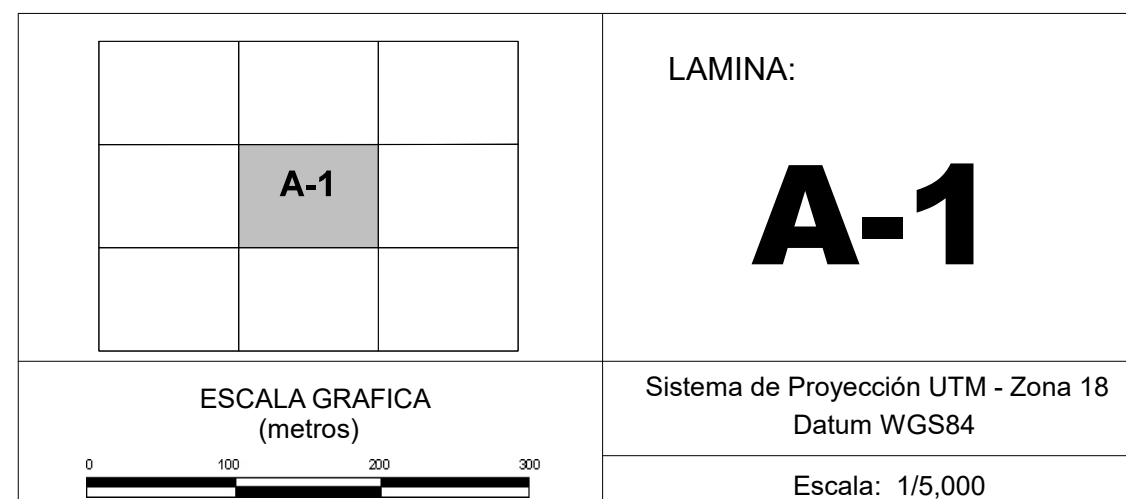 A-1
LAMINA:
A-1
ESCALA GRAFICA
(metros)
0 100 200 300
Sistema de Proyección UTM - Zona 18
Datum WGS84
Escala: 1/5,000